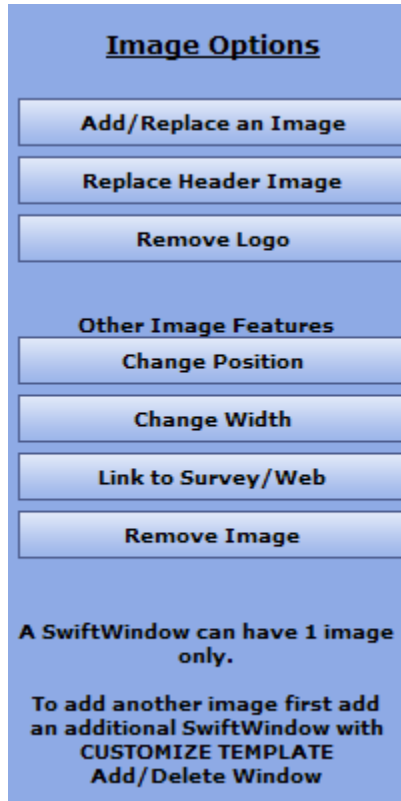 Image Options
Add/Replace an Image
Replace Header Image
Remove Logo
Other Image Features
Change Position
Change Width
Link to Survey/Web
Remove Image
A SwiftWindow can have 1 image
only.
To add another image first add
an additional SwiftWindow with
CUSTOMIZE TEMPLATE
Add/Delete Window